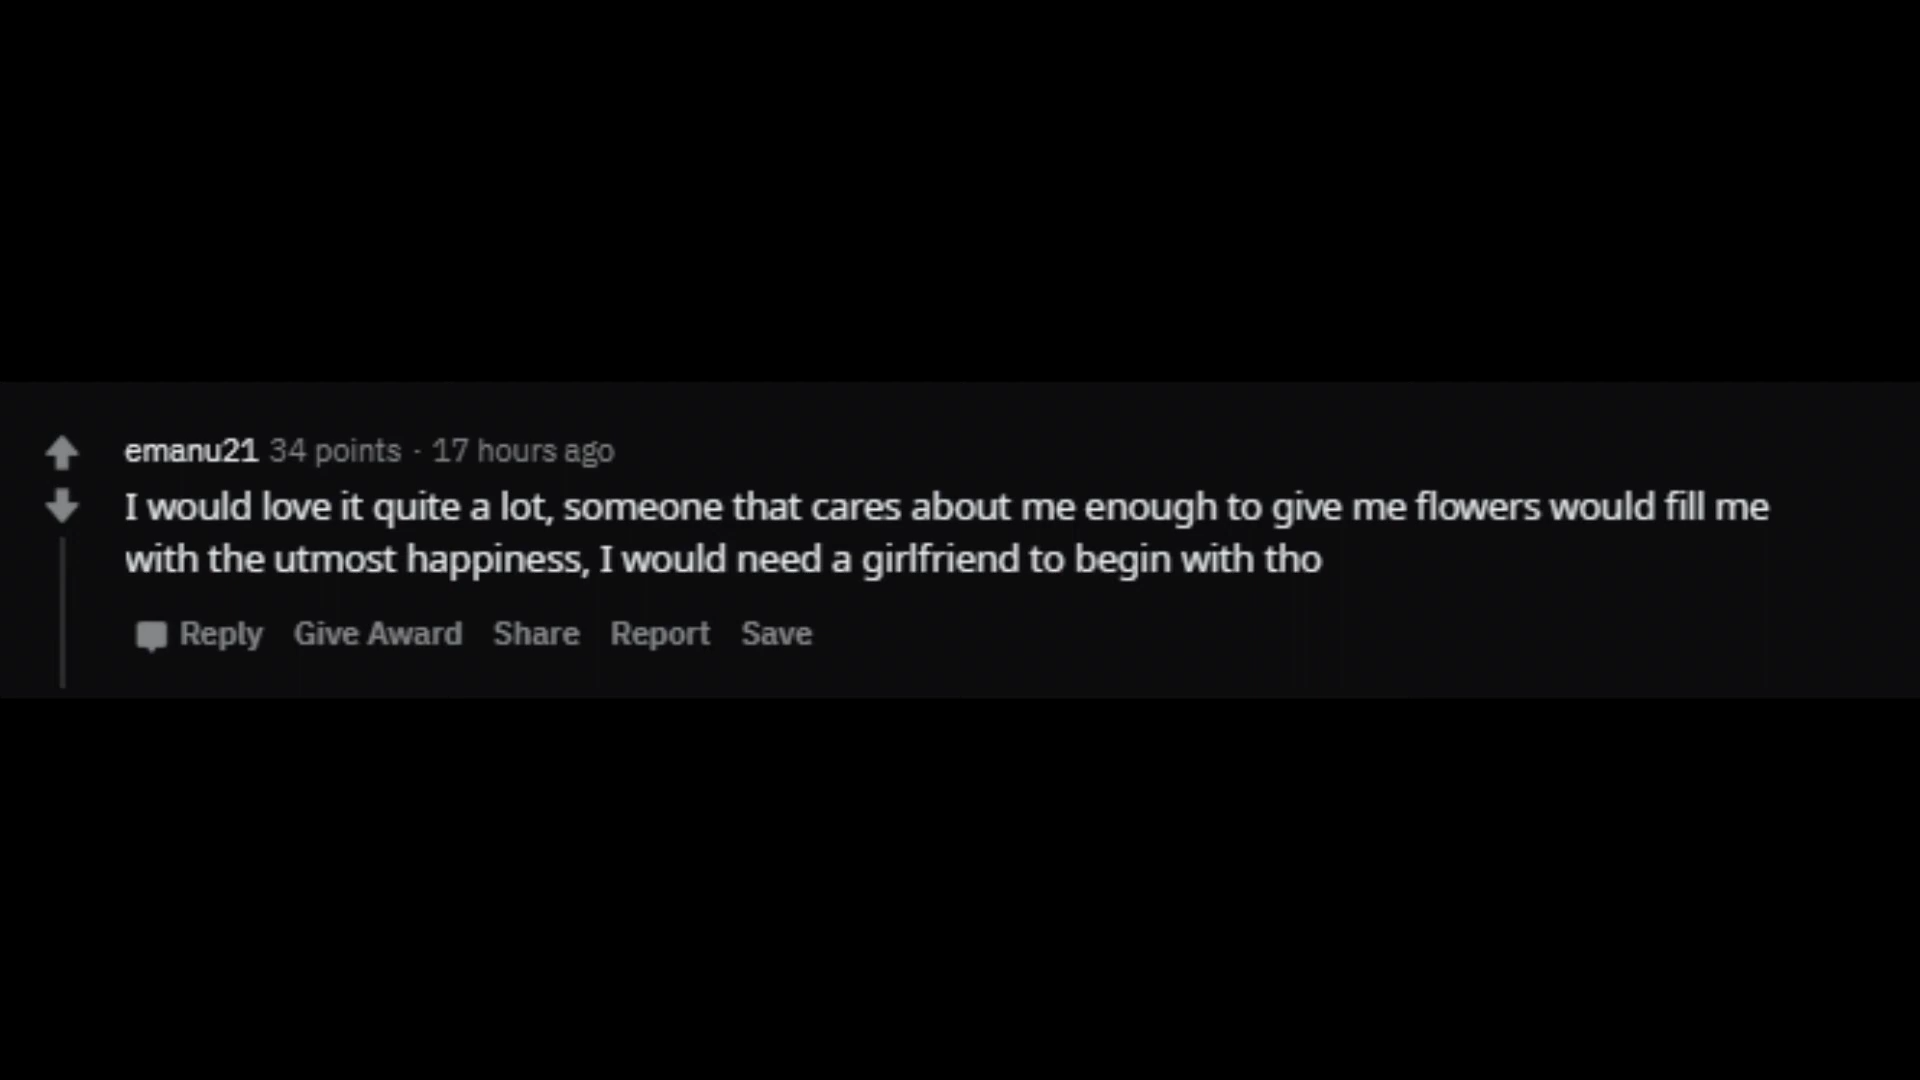 emanu21 34 points · 17 hours ago
I would love it quite a lot, someone that cares about me enough to give me flowers would fill me
with the utmost happiness, I would need a girlfriend to begin with tho
Reply Give Award Share Report Save